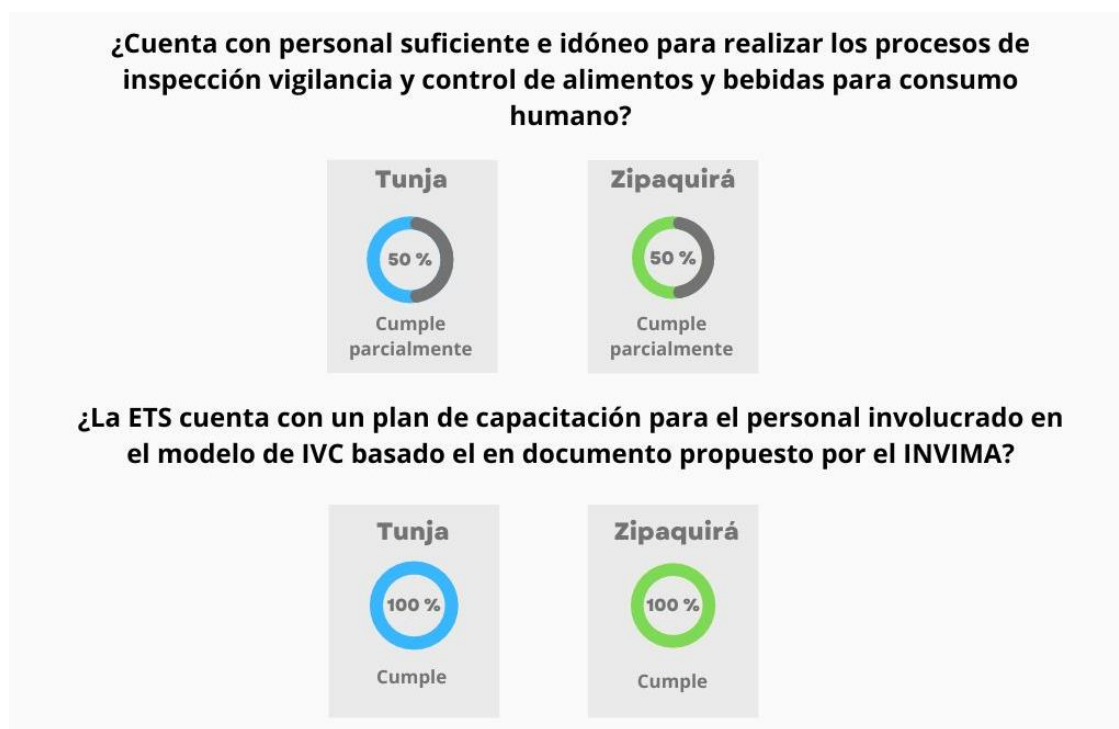 ¿Cuenta con personal suficiente e idóneo para realizar los procesos de
inspección vigilancia y control de alimentos y bebidas para consumo
humano?
Tunja
50 %
Cumple
parcialmente
Zipaquirá
50 %
Cumple
parcialmente
¿La ETS cuenta con un plan de capacitación para el personal involucrado en
el modelo de IVC basado el en documento propuesto por el INVIMA?
Tunja
100 %
Cumple
Zipaquirá
100 %
Cumple